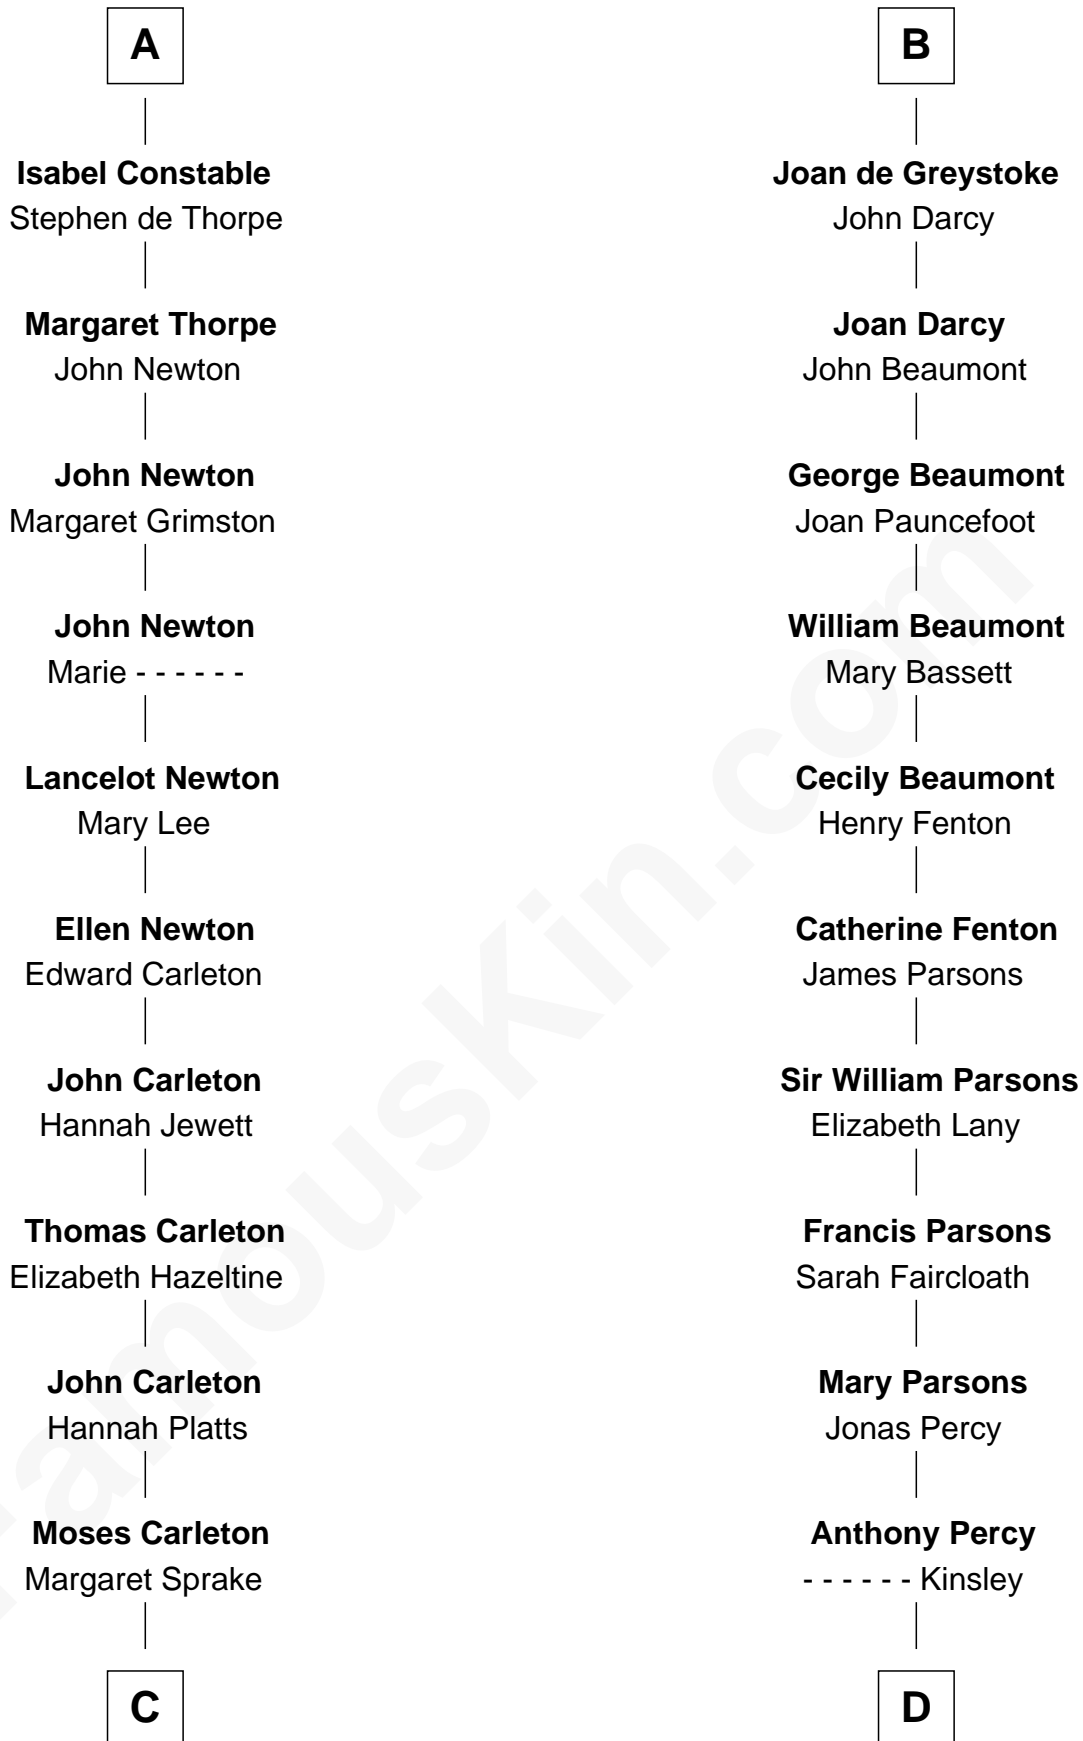 A
Isabel Constable
Stephen de Thorpe
Margaret Thorpe
John Newton
John Newton
Margaret Grimston
John Newton
Marie - - - - - -
Lancelot Newton
Mary Lee
Ellen Newton
Edward Carleton
John Carleton
Hannah Jewett
Thomas Carleton
Elizabeth Hazeltine
John Carleton
Hannah Platts
Moses Carleton
Margaret Sprake
C
B
Joan de Greystoke
John Darcy
Joan Darcy
John Beaumont
George Beaumont
Joan Pauncefoot
William Beaumont
Mary Bassett
Cecily Beaumont
Henry Fenton
Catherine Fenton
James Parsons
Sir William Parsons
Elizabeth Lany
Francis Parsons
Sarah Faircloath
Mary Parsons
Jonas Percy
Anthony Percy
- - - - - - Kinsley
D
FamousKin.com